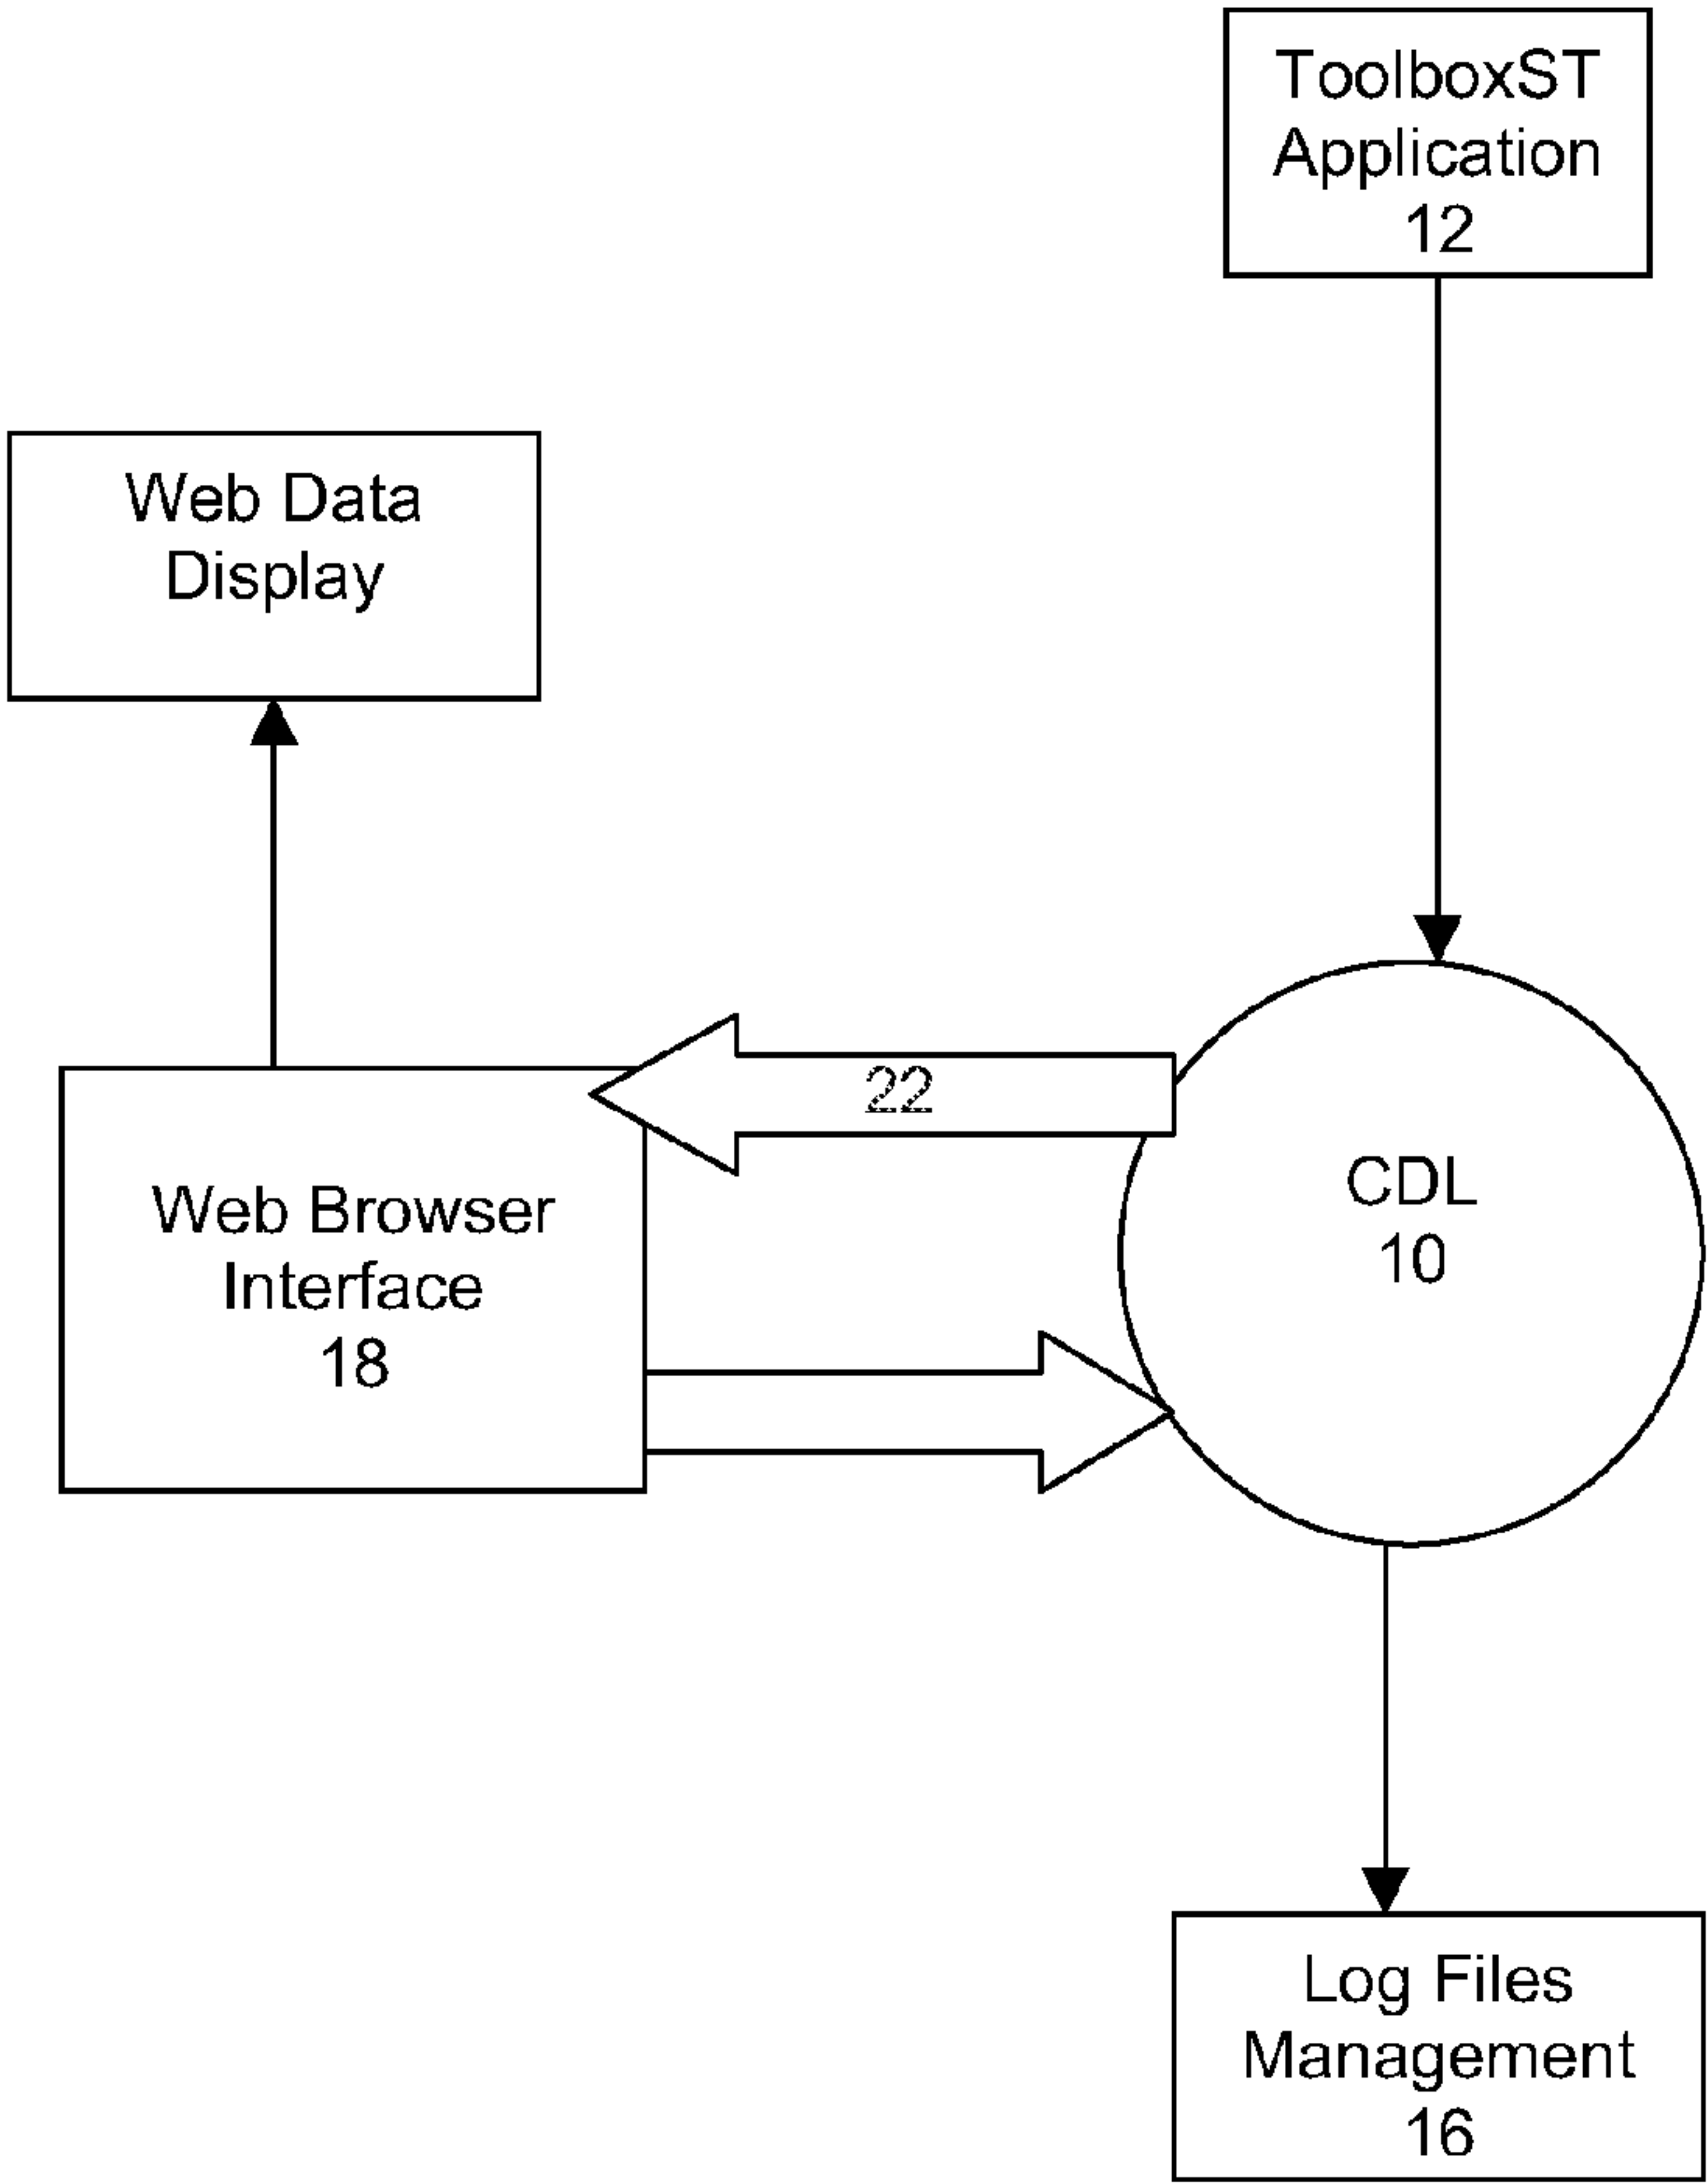 ToolboxST
Application
12
Web Data
Display
22
Web Browser
Interface
18
CDL
10
Log Files
Management
16